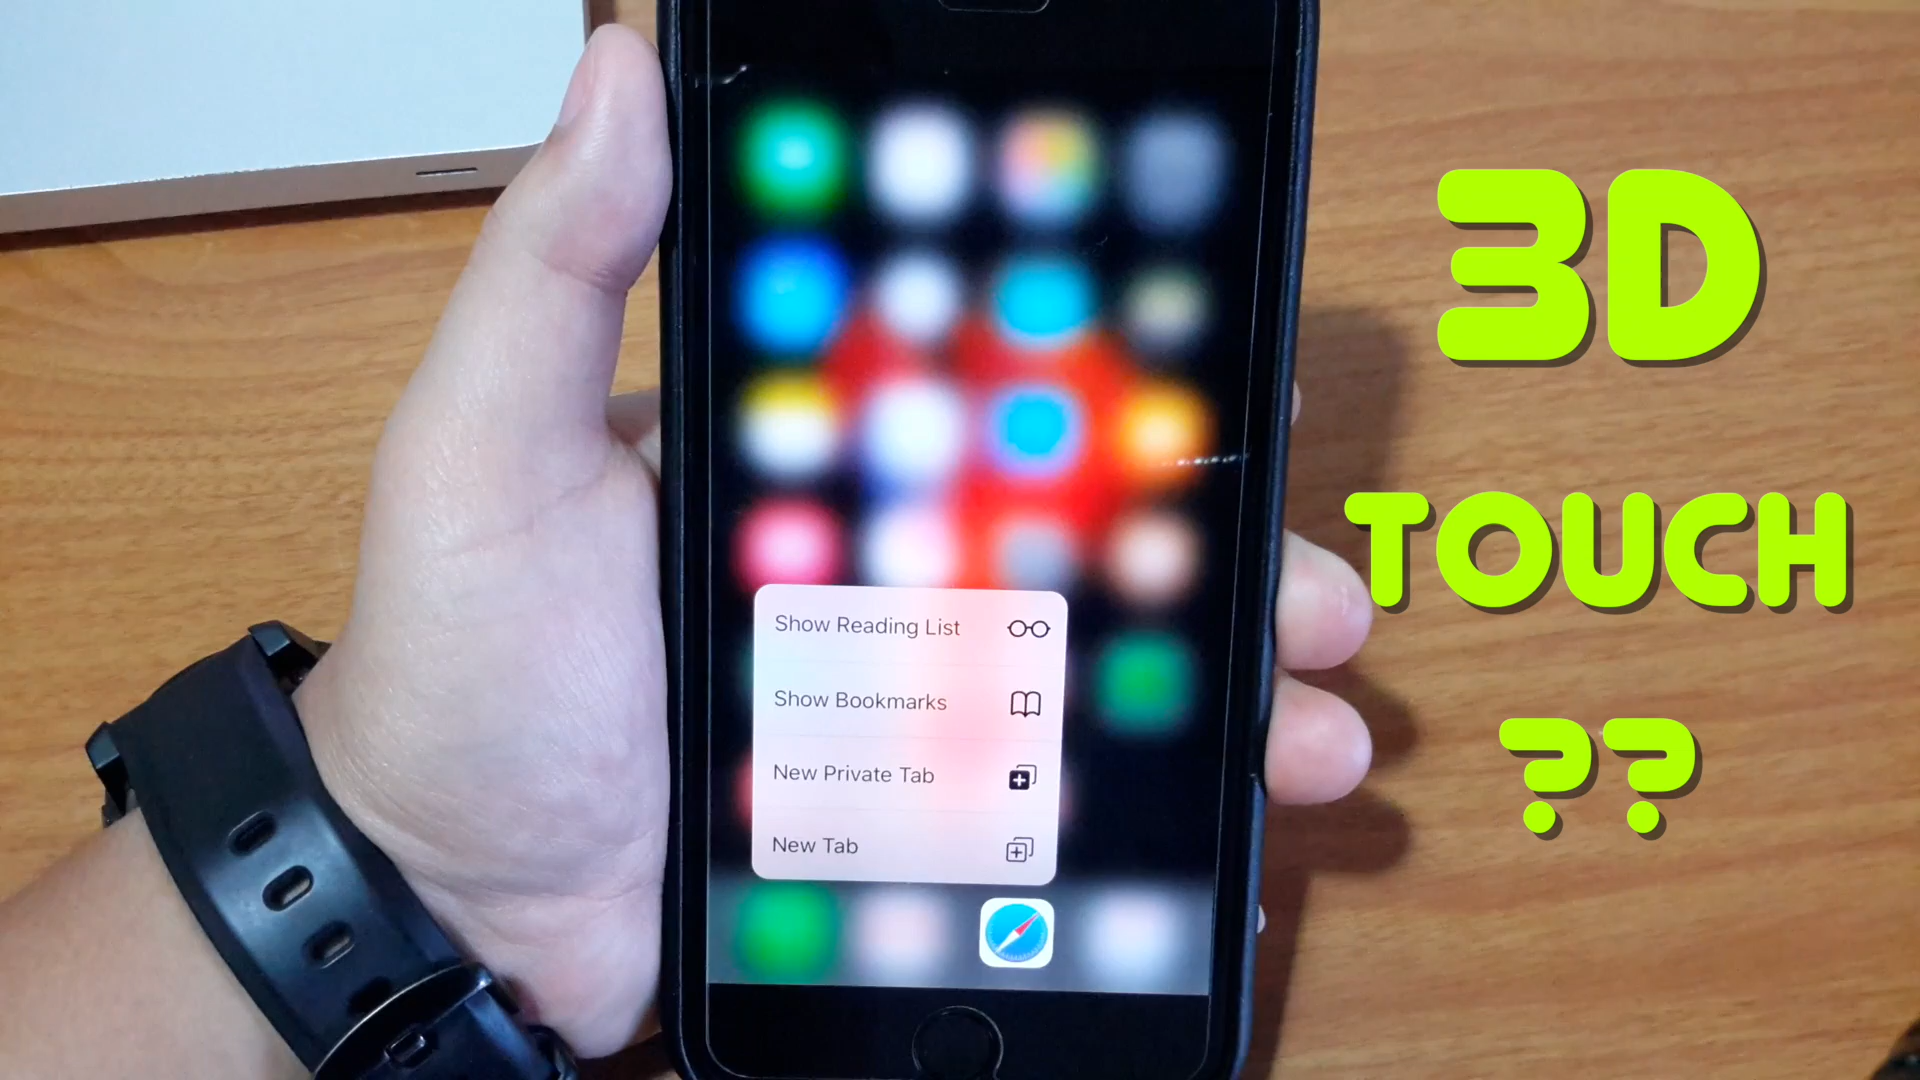 3D
TOUCH
??
Show Reading List
Show Bookmarks
New Private Tab
New Tab